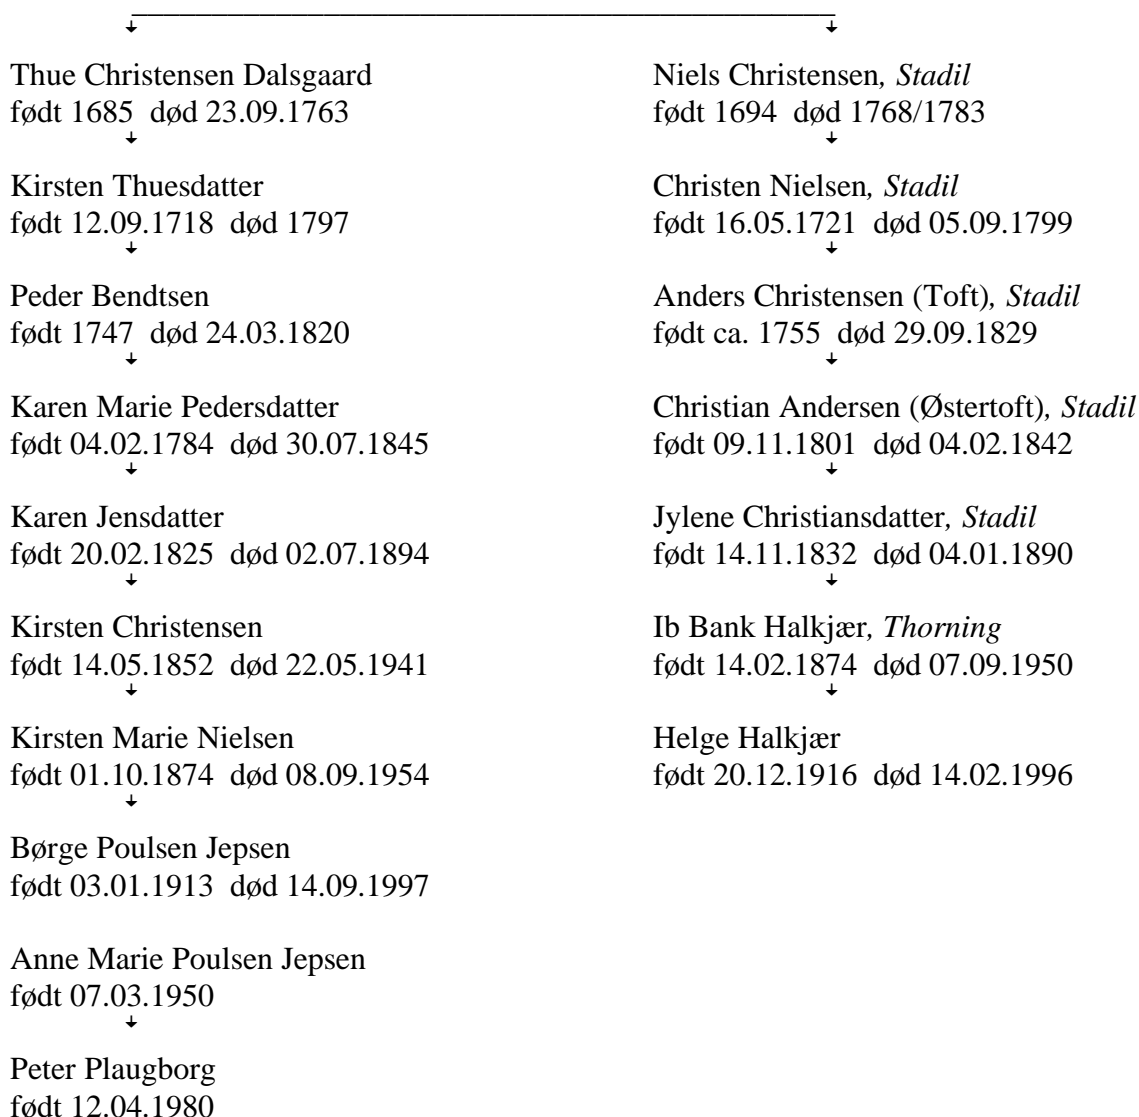 Thue Christensen Dalsgaard
født 1685 død 23.09.1763
Kirsten Thuesdatter
født 12.09.1718 død 1797
Peder Bendtsen
født 1747 død 24.03.1820
Karen Marie Pedersdatter
født 04.02.1784 død 30.07.1845
Karen Jensdatter
født 20.02.1825 død 02.07.1894
Kirsten Christensen
født 14.05.1852 død 22.05.1941
Kirsten Marie Nielsen
født 01.10.1874 død 08.09.1954
Børge Poulsen Jepsen
født 03.01.1913 død 14.09.1997
Anne Marie Poulsen Jepsen
født 07.03.1950
Peter Plaugborg
født 12.04.1980
Niels Christensen, Stadil
født 1694 død 1768/1783
Christen Nielsen, Stadil
født 16.05.1721 død 05.09.1799
Anders Christensen (Toft), Stadil
født ca. 1755 død 29.09.1829
Christian Andersen (Østertoft), Stadil
født 09.11.1801 død 04.02.1842
Jylene Christiansdatter, Stadil
født 14.11.1832 død 04.01.1890
Ib Bank Halkjær, Thorning
født 14.02.1874 død 07.09.1950
Helge Halkjær
født 20.12.1916 død 14.02.1996